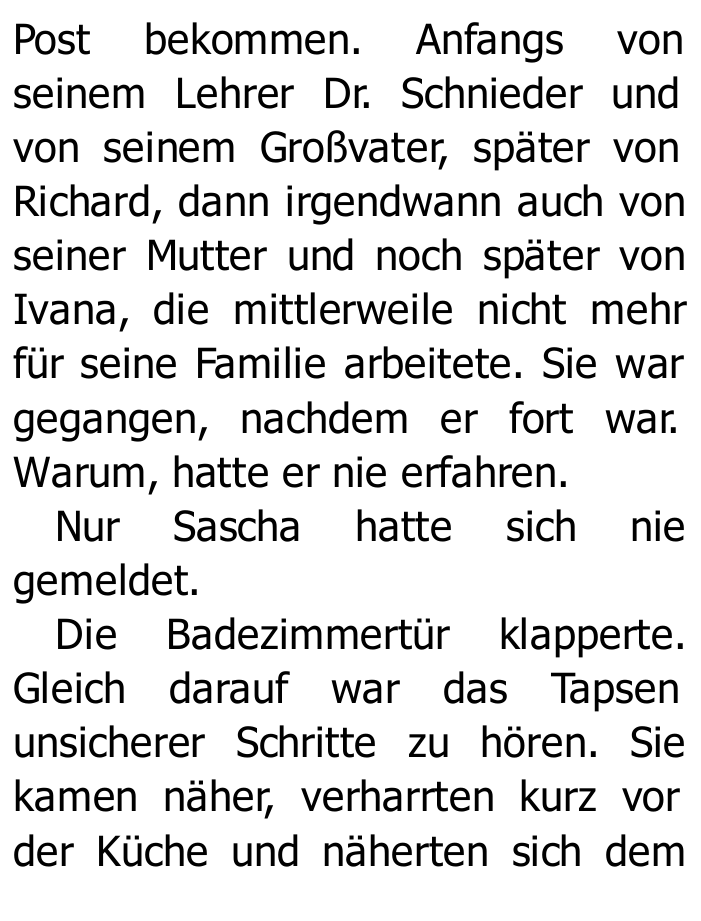 Post bekommen. Anfangs von
seinem Lehrer Dr. Schnieder und
von seinem Großvater, später von
Richard, dann irgendwann auch von
seiner Mutter und noch später von
Ivana, die mittlerweile nicht mehr
für seine Familie arbeitete. Sie war
gegangen, nachdem er fort war.
Warum, hatte er nie erfahren.
Nur Sascha hatte sich nie
gemeldet.
Die Badezimmertür klapperte.
Gleich darauf war das Tapsen
unsicherer Schritte zu hören. Sie
kamen näher, verharrten kurz vor
der Küche und näherten sich dem